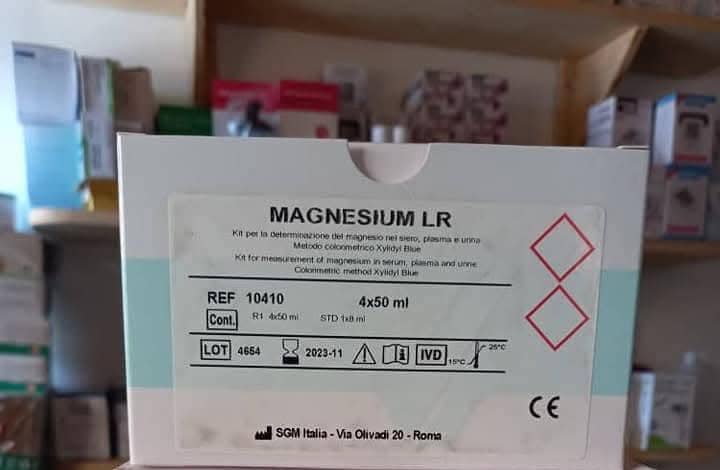 MAGNESIUM LR
Kit per la determinazione del magnesio nel siero, plasma e urina
Metodo colorimetrico Xylidyl Blue
Kit for measurement of magnesium in serum, plasma and urine
Colorimetric method Xylidyl Blue
REF 10410 4x50 ml
Cont. R1 4x50 ml STD 1x8 ml
LOT 4654 2023-11 IVD 15°C 25°C
CE
SGM Italia - Via Olivadi 20 - Roma